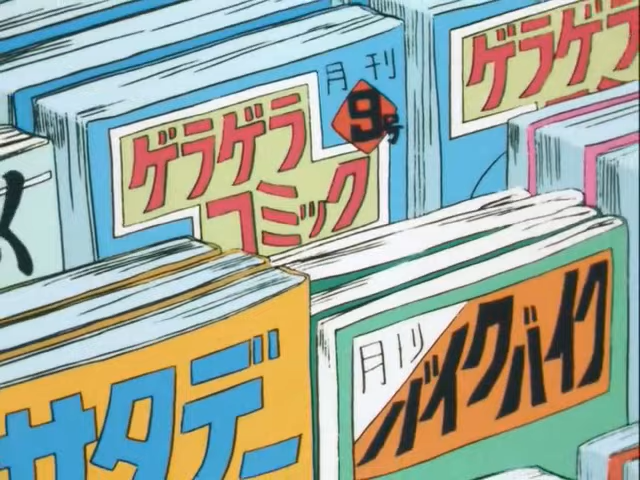 月刊
9号
ゲラゲラ
コミック
ゲラゲラ
月刊
バイクバイク
サタデー